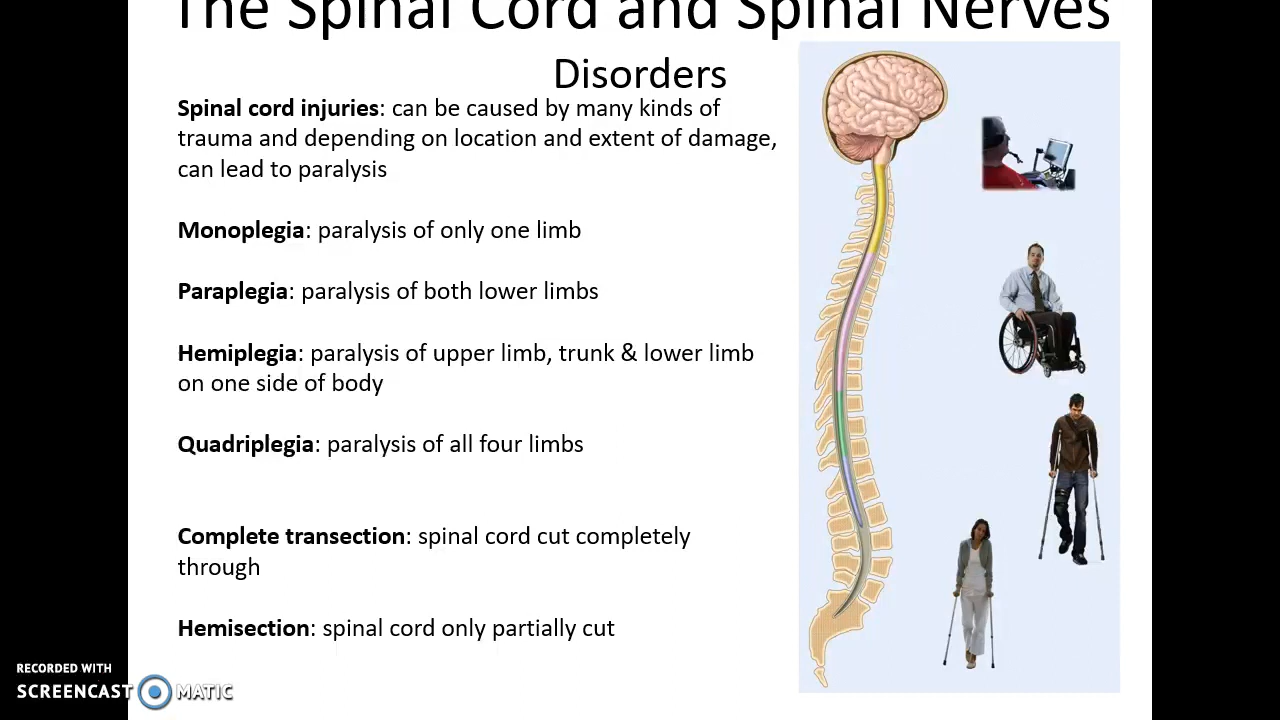 The Spinal Cord and Spinal Nerves
Disorders
Spinal cord injuries: can be caused by many kinds of
trauma and depending on location and extent of damage,
can lead to paralysis
Monoplegia: paralysis of only one limb
Paraplegia: paralysis of both lower limbs
Hemiplegia: paralysis of upper limb, trunk & lower limb
on one side of body
Quadriplegia: paralysis of all four limbs
Complete transection: spinal cord cut completely
through
Hemisection: spinal cord only partially cut
RECORDED WITH
SCREENCAST MATIC